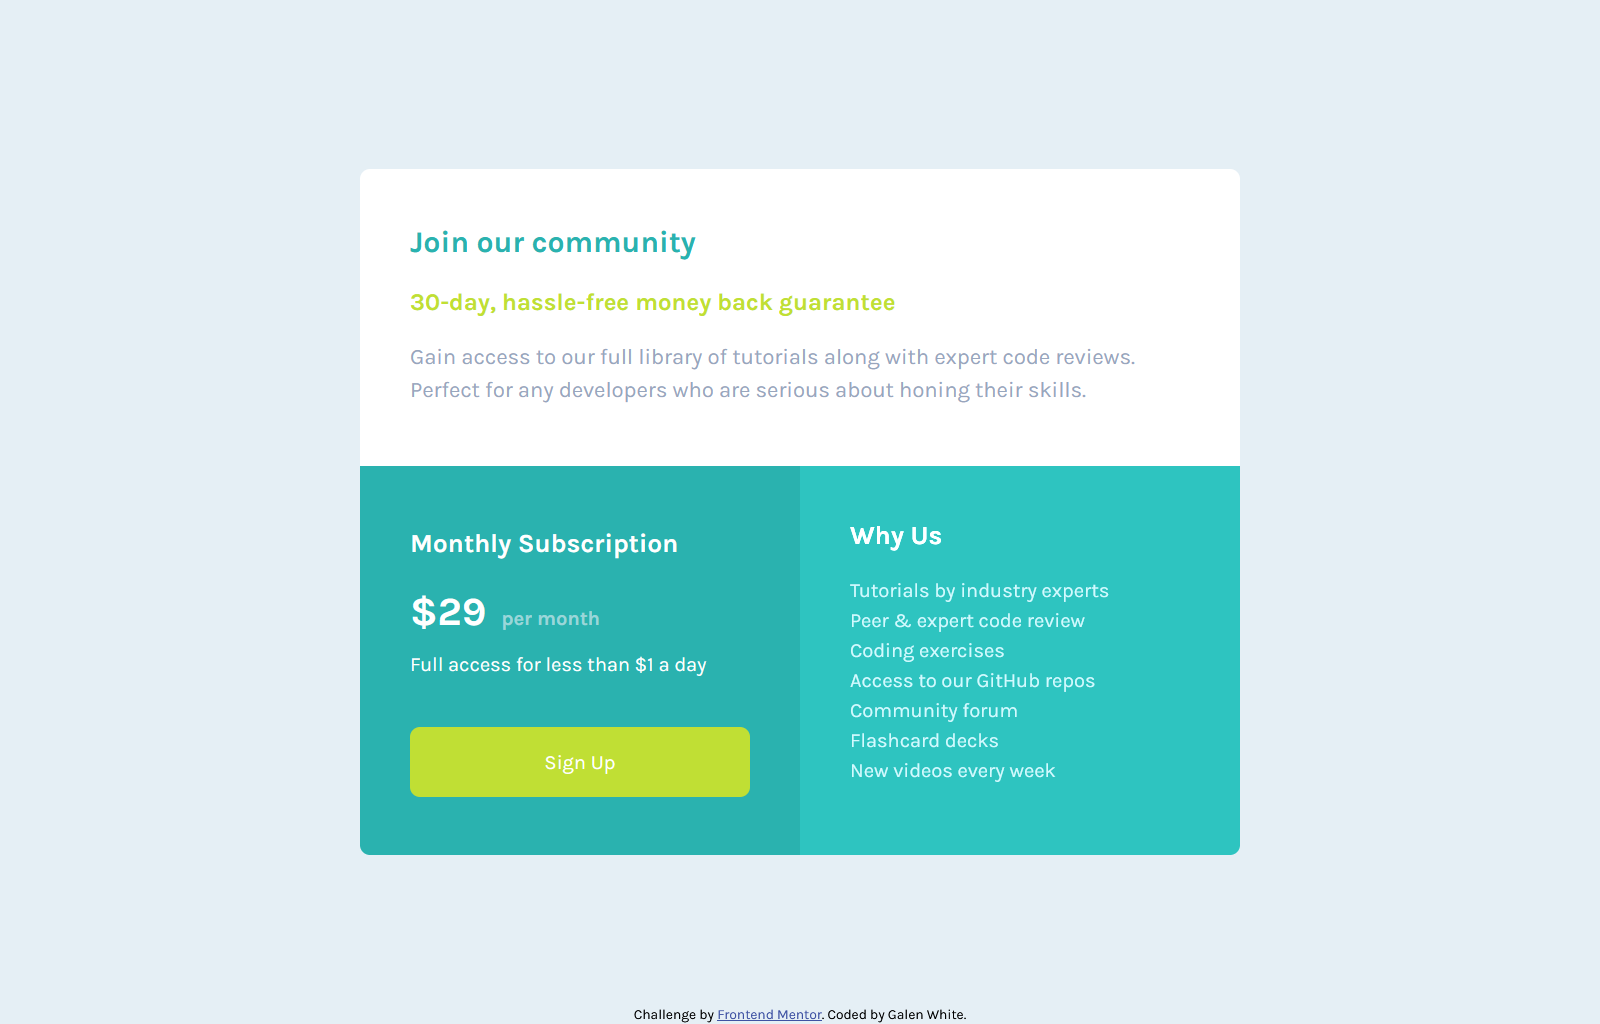 Join our community
30-day, hassle-free money back guarantee
Gain access to our full library of tutorials along with expert code reviews.
Perfect for any developers who are serious about honing their skills.
Monthly Subscription
$29 per month
Full access for less than $1 a day
Sign Up
Why Us
Tutorials by industry experts
Peer & expert code review
Coding exercises
Access to our GitHub repos
Community forum
Flashcard decks
New videos every week
Challenge by Frontend Mentor. Coded by Galen White.